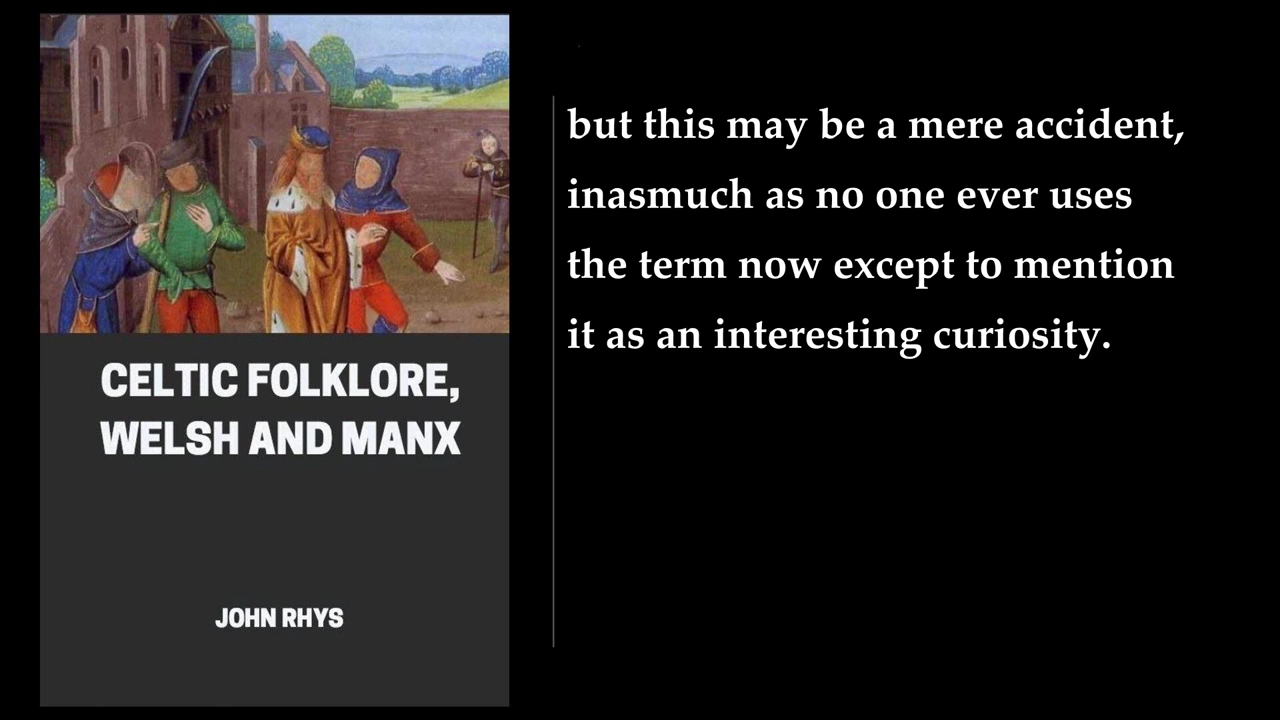 CELTIC FOLKLORE,
WELSH AND MANX
JOHN RHYS
but this may be a mere accident,
inasmuch as no one ever uses
the term now except to mention
it as an interesting curiosity.